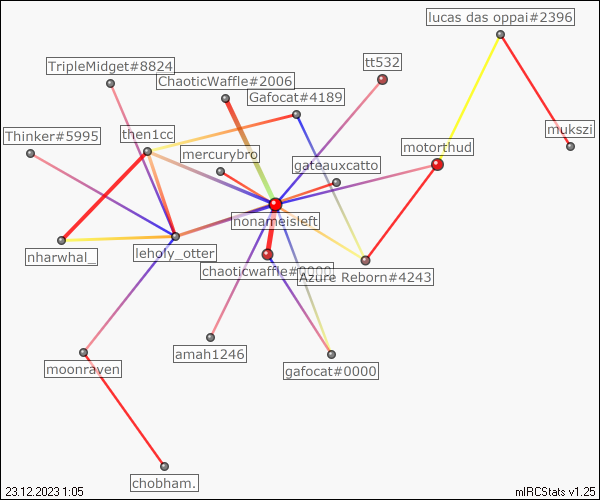 lucas das oppai#2396
TripleMidget#8824
tt532
ChaoticWaffle#2006
Gafocat#4189
Thinker#5995
then1cc
mukszi
mercurybro
motorthud
gateauxcatto
nonameisleft
nharwhal_
leholy_otter
chaoticwaffle#0000
Azure Reborn#4243
amah1246
moonraven
gafocat#0000
chobham.
23.12.2023 1:05
mIRCStats v1.25